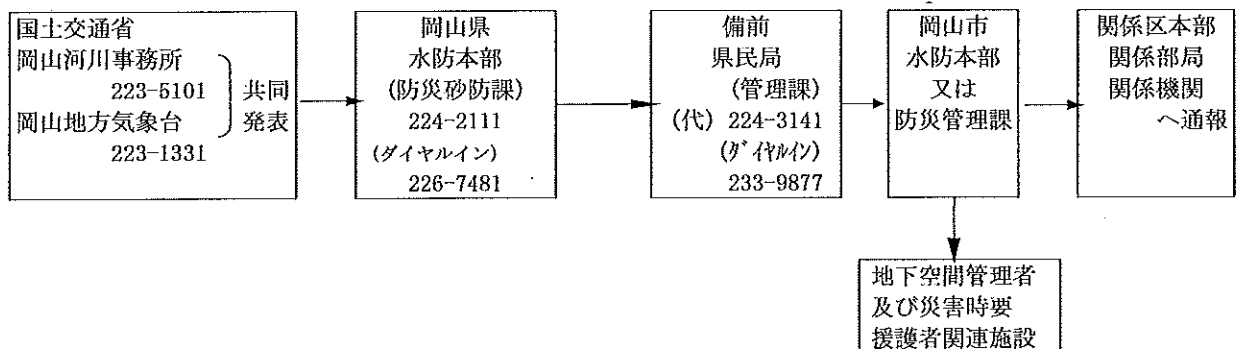 国土交通省
岡山河川事務所
223-5101
岡山地方気象台
223-1331
共同
発表
岡山県
水防本部
(防災砂防課)
224-2111
(ダイヤルイン)
226-7481
備前
県民局
(管理課)
(代) 224-3141
(ダイヤルイン)
233-9877
岡山市
水防本部
又は
防災管理課
関係区本部
関係部局
関係機関
へ通報
地下空間管理者
及び災害時要
援護者関連施設